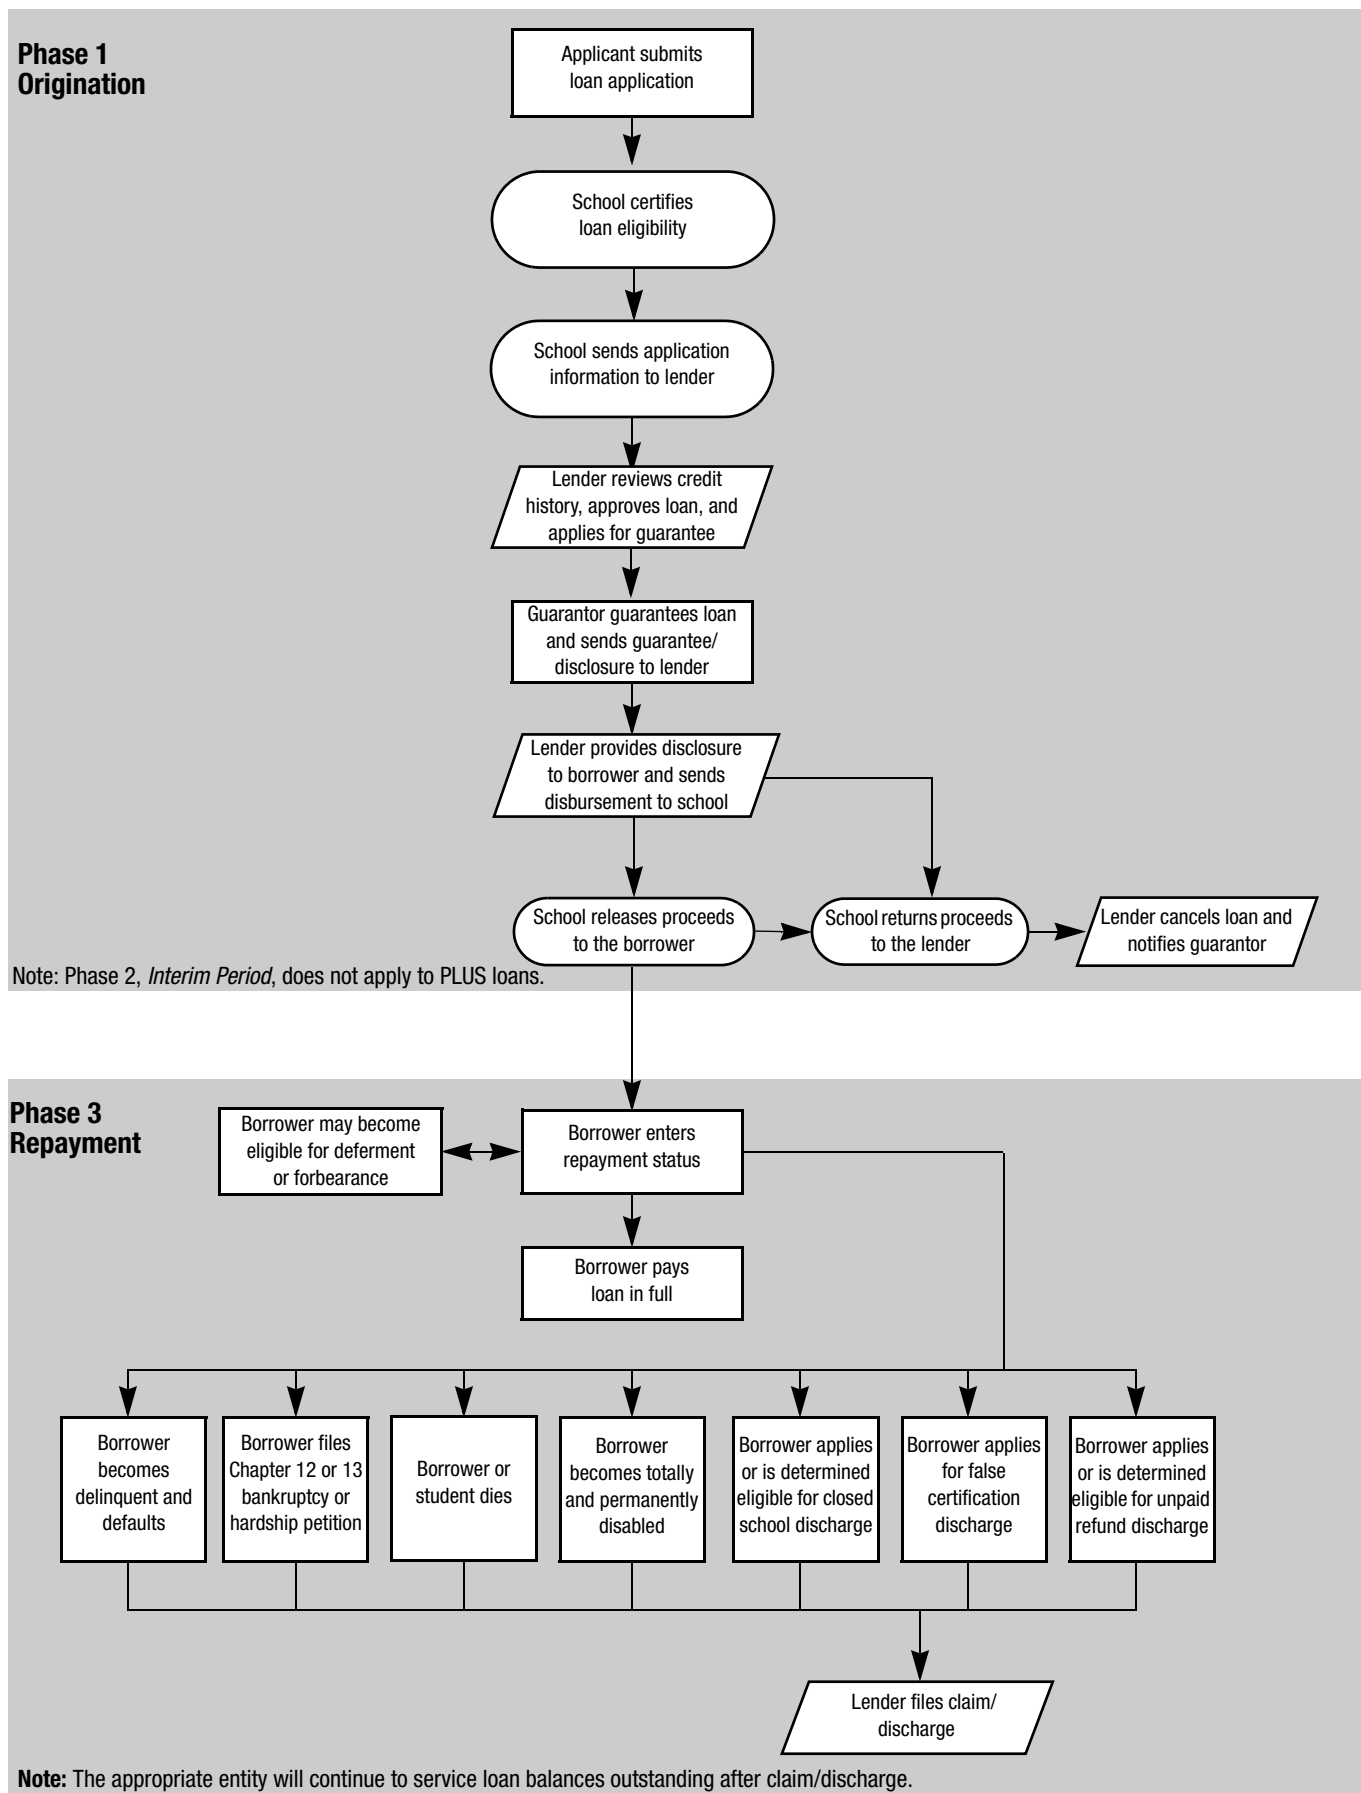 Phase 1
Origination
Applicant submits
loan application
School certifies
loan eligibility
School sends application
information to lender
Lender reviews credit
history, approves loan, and
applies for guarantee
Guarantor guarantees loan
and sends guarantee/
disclosure to lender
Lender provides disclosure
to borrower and sends
disbursement to school
School releases proceeds
to the borrower
School returns proceeds
to the lender
Lender cancels loan and
notifies guarantor
Note: Phase 2, Interim Period, does not apply to PLUS loans.
Phase 3
Repayment
Borrower may become
eligible for deferment
or forbearance
Borrower enters
repayment status
Borrower pays
loan in full
Borrower
becomes
delinquent and
defaults
Borrower files
Chapter 12 or 13
bankruptcy or
hardship petition
Borrower or
student dies
Borrower
becomes totally
and permanently
disabled
Borrower applies
or is determined
eligible for closed
school discharge
Borrower applies
for false
certification
discharge
Borrower applies
or is determined
eligible for unpaid
refund discharge
Lender files claim/
discharge
Note: The appropriate entity will continue to service loan balances outstanding after claim/discharge.